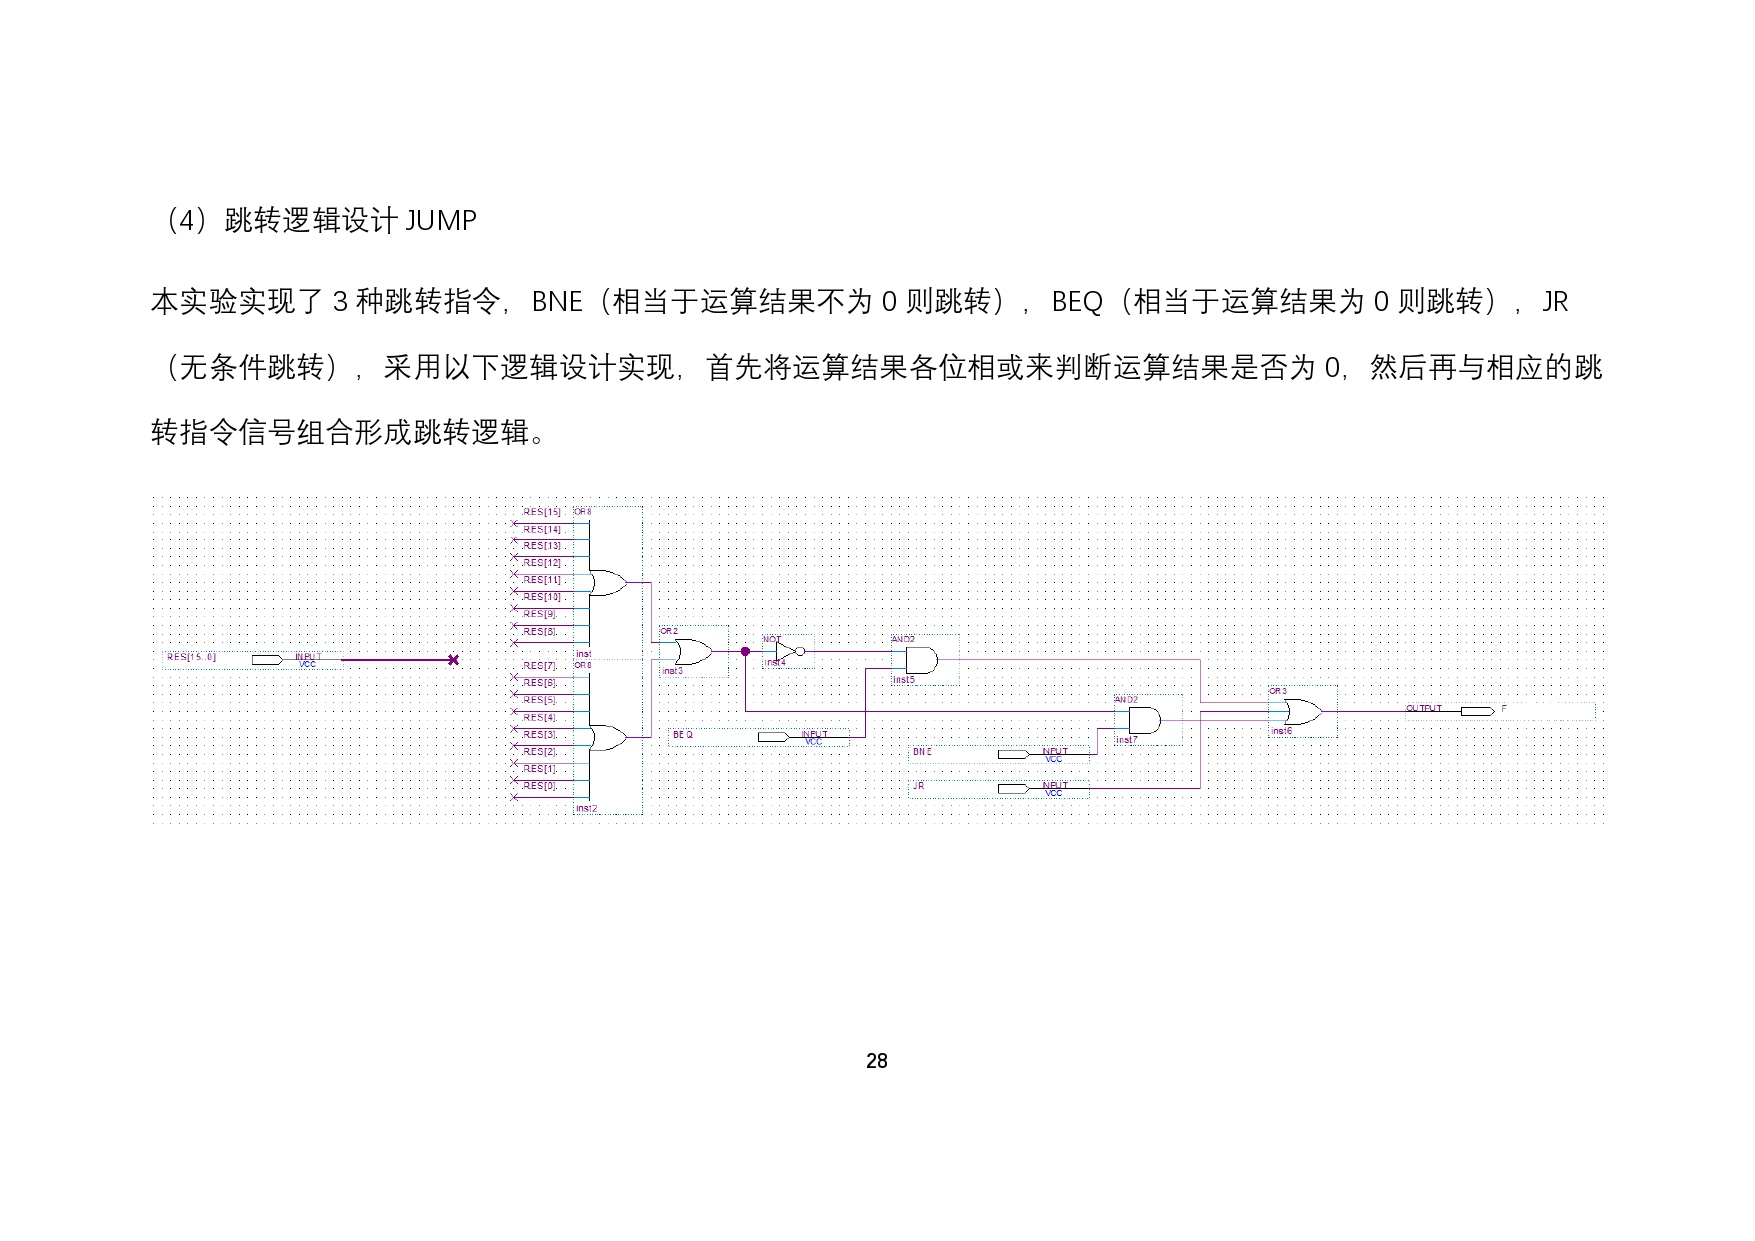 （4）跳转逻辑设计 JUMP
本实验实现了 3 种跳转指令，BNE（相当于运算结果不为 0 则跳转），BEQ（相当于运算结果为 0 则跳转），JR
（无条件跳转），采用以下逻辑设计实现，首先将运算结果各位相或来判断运算结果是否为 0，然后再与相应的跳
转指令信号组合形成跳转逻辑。
RES[15] OR8
RES[14]
RES[13]
RES[12]
RES[11]
RES[10]
RES[9]
RES[8]
inst
RES[15..0] INPUT
VCC
RES[7] OR8
RES[6]
RES[5]
RES[4]
RES[3]
RES[2]
RES[1]
RES[0]
inst2
OR2
inst3
NOT
inst4
AND2
inst5
BEQ INPUT
VCC
AND2
inst7
BNE INPUT
VCC
JR INPUT
VCC
OR3
inst6
OUTPUT F
28